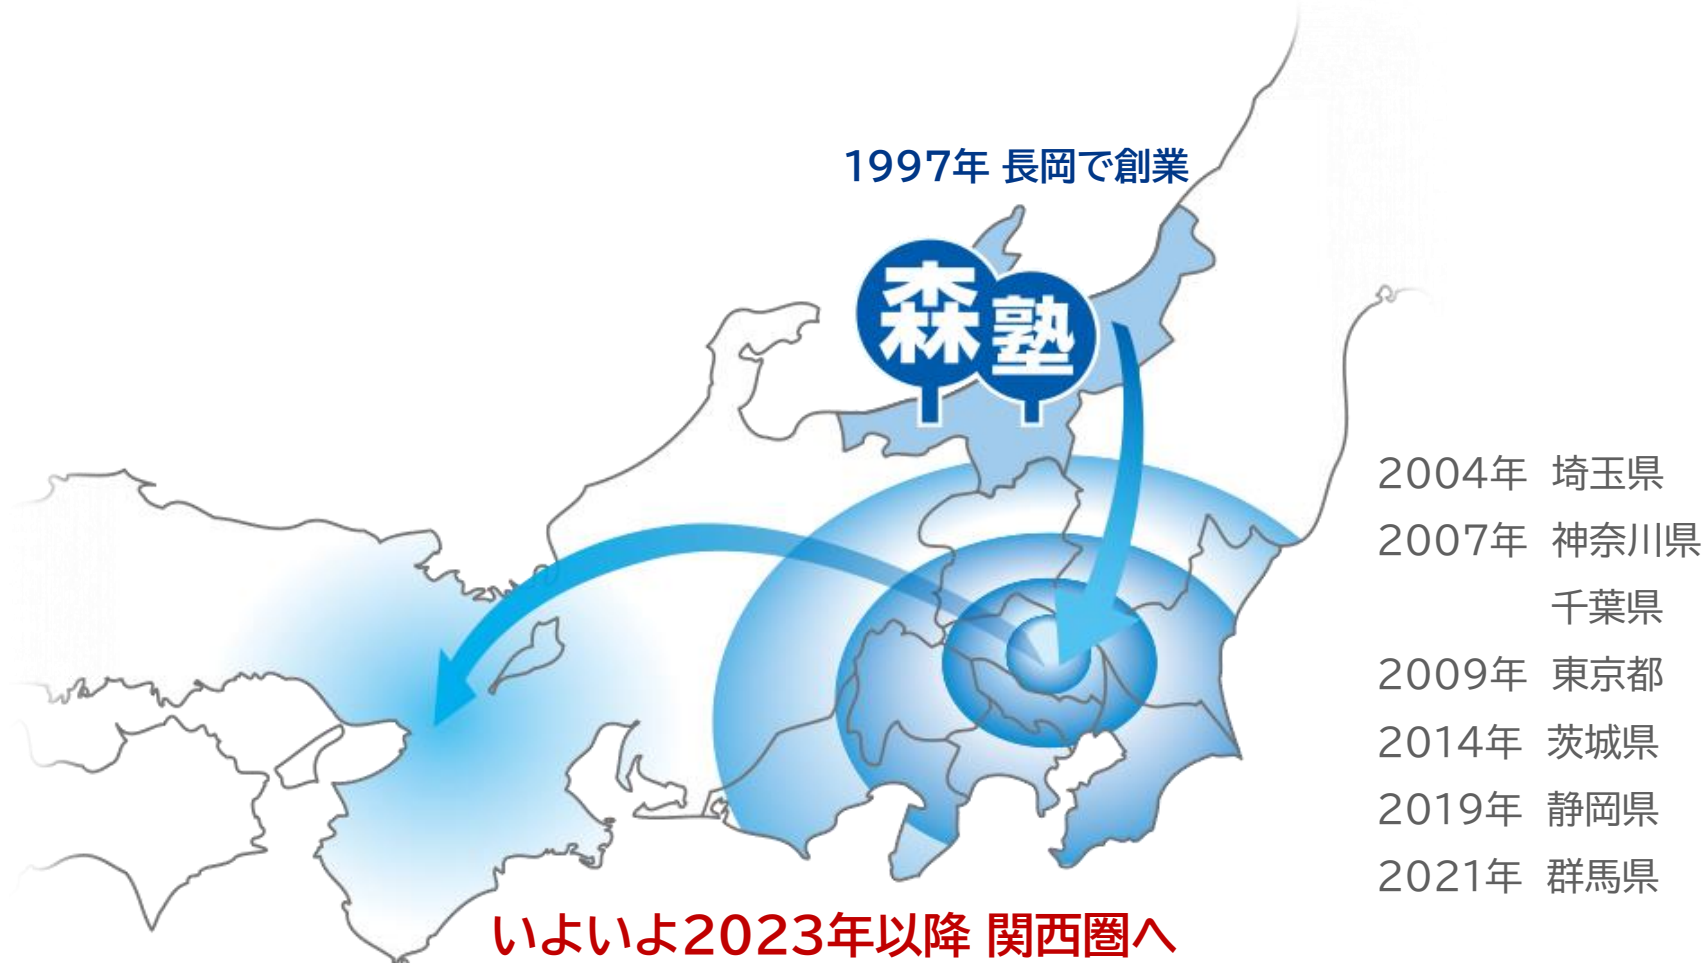 1997年 長岡で創業
森塾
2004年 埼玉県
2007年 神奈川県
千葉県
2009年 東京都
2014年 茨城県
2019年 静岡県
2021年 群馬県
いよいよ2023年以降 関西圏へ